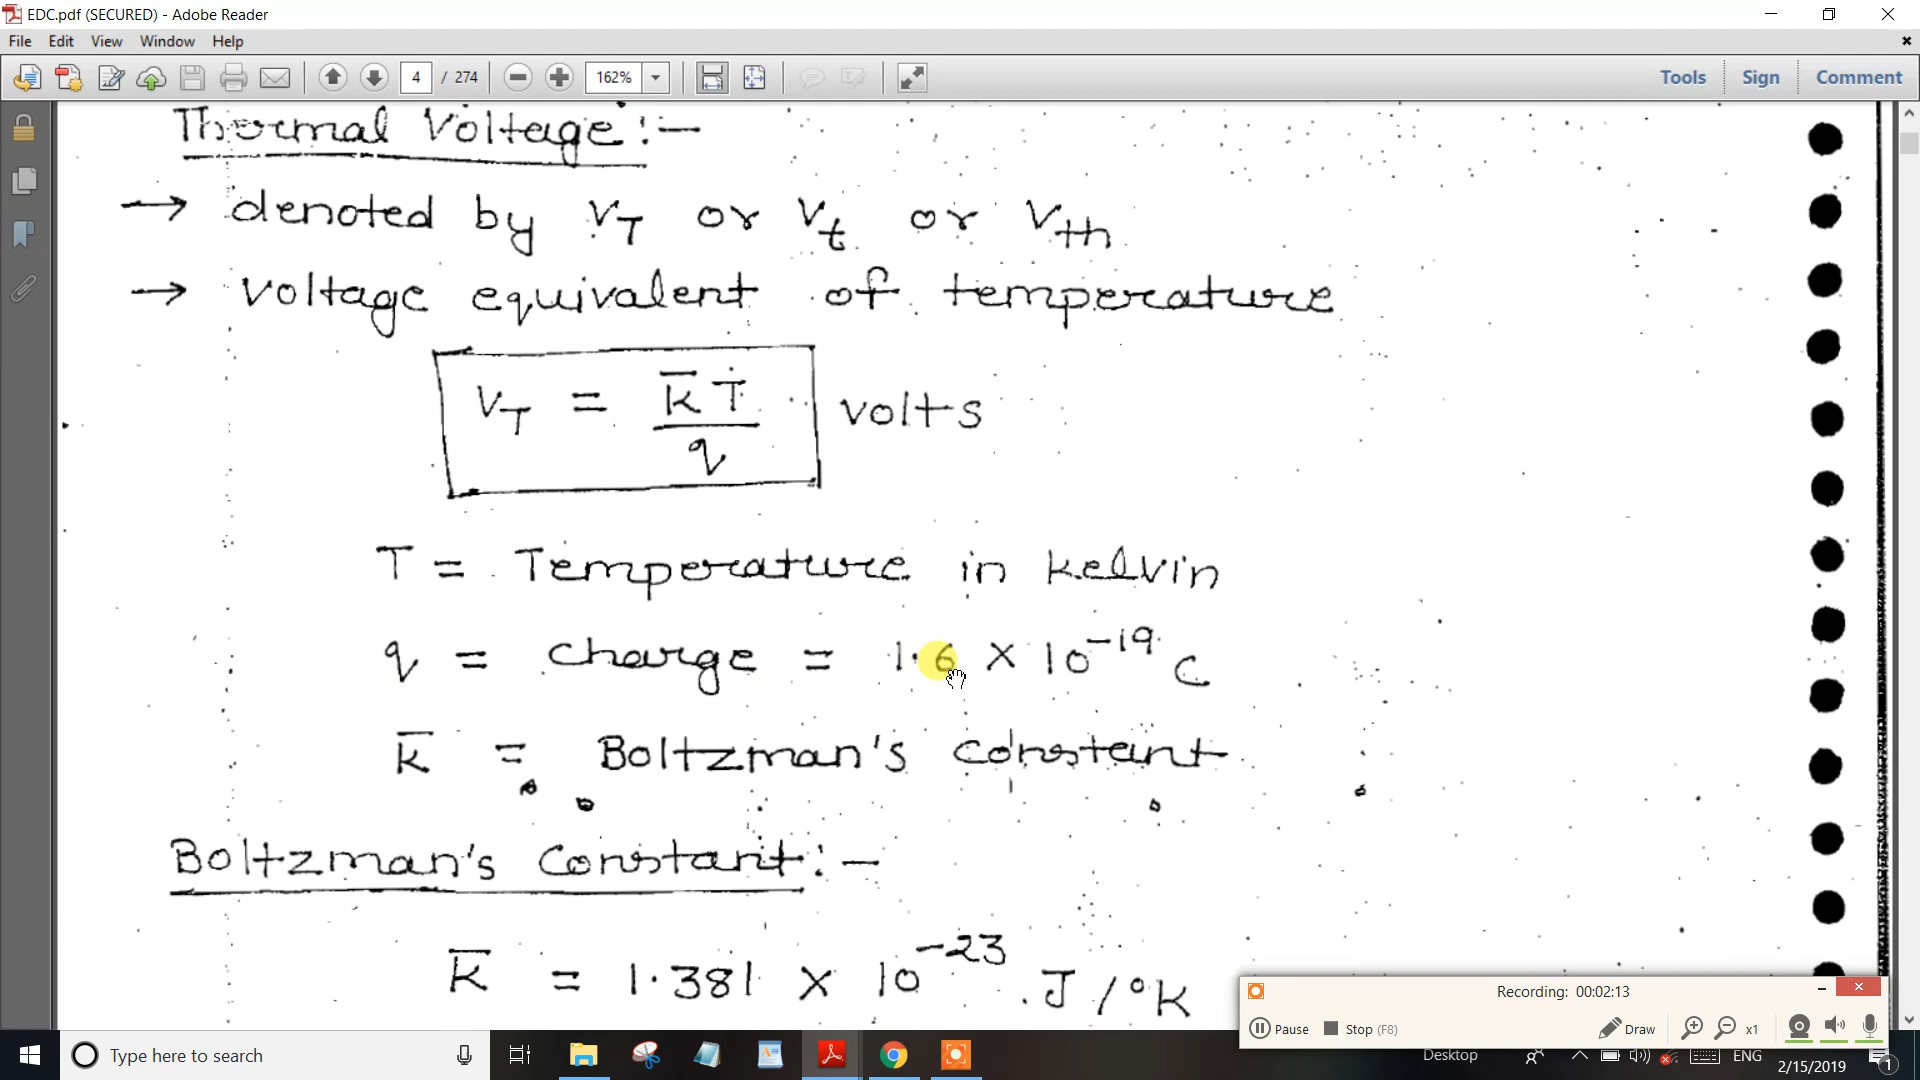 EDC.pdf (SECURED) - Adobe Reader
File Edit View Window Help
4 / 274 162% Tools Sign Comment
Thermal Voltage :-
→ denoted by VT or Vt or Vth
→ Voltage equivalent of temperature
VT = k̅T/q volts
T = Temperature in Kelvin
q = charge = 1.6 × 10⁻¹⁹ C
k̅ = Boltzman's constant
Boltzman's Constant :-
k̅ = 1.381 × 10⁻²³ J/°K
Recording: 00:02:13
Pause Stop (F8) Draw x1
Type here to search
Desktop ENG 2/15/2019 1